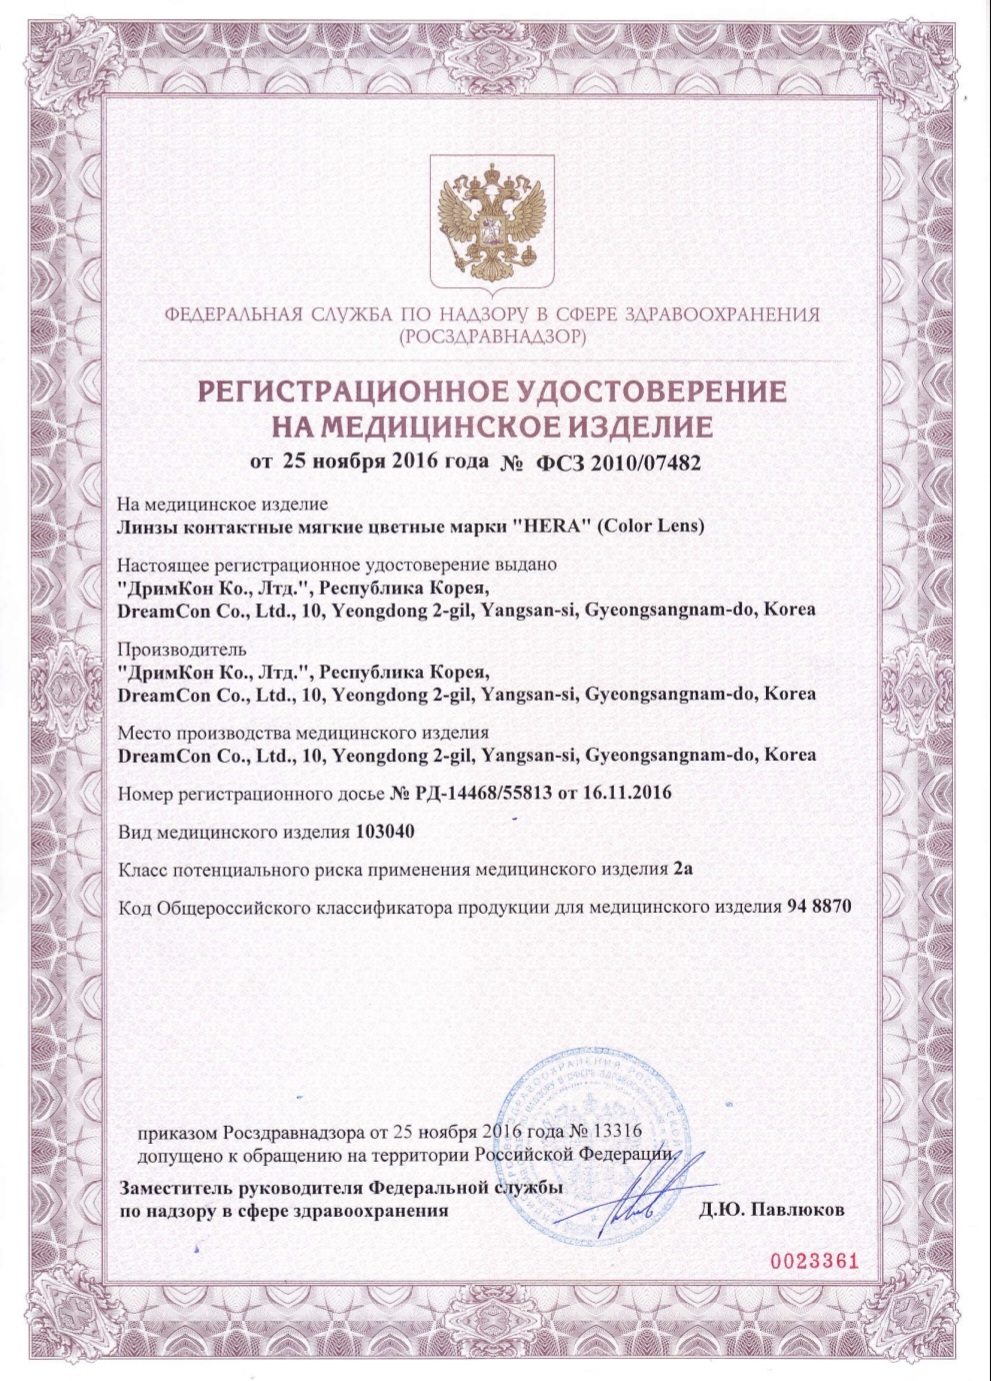 ФЕДЕРАЛЬНАЯ СЛУЖБА ПО НАДЗОРУ В СФЕРЕ ЗДРАВООХРАНЕНИЯ
(РОСЗДРАВНАДЗОР)
РЕГИСТРАЦИОННОЕ УДОСТОВЕРЕНИЕ
НА МЕДИЦИНСКОЕ ИЗДЕЛИЕ
от 25 ноября 2016 года № ФСЗ 2010/07482
На медицинское изделие
Линзы контактные мягкие цветные марки "HERA" (Color Lens)
Настоящее регистрационное удостоверение выдано
"ДримКон Ко., Лтд.", Республика Корея,
DreamCon Co., Ltd., 10, Yeongdong 2-gil, Yangsan-si, Gyeongsangnam-do, Korea
Производитель
"ДримКон Ко., Лтд.", Республика Корея,
DreamCon Co., Ltd., 10, Yeongdong 2-gil, Yangsan-si, Gyeongsangnam-do, Korea
Место производства медицинского изделия
DreamCon Co., Ltd., 10, Yeongdong 2-gil, Yangsan-si, Gyeongsangnam-do, Korea
Номер регистрационного досье № РД-14468/55813 от 16.11.2016
Вид медицинского изделия 103040
Класс потенциального риска применения медицинского изделия 2а
Код Общероссийского классификатора продукции для медицинского изделия 94 8870
приказом Росздравнадзора от 25 ноября 2016 года № 13316
допущено к обращению на территории Российской Федерации.
Заместитель руководителя Федеральной службы
по надзору в сфере здравоохранения
Д.Ю. Павлюков
0023361